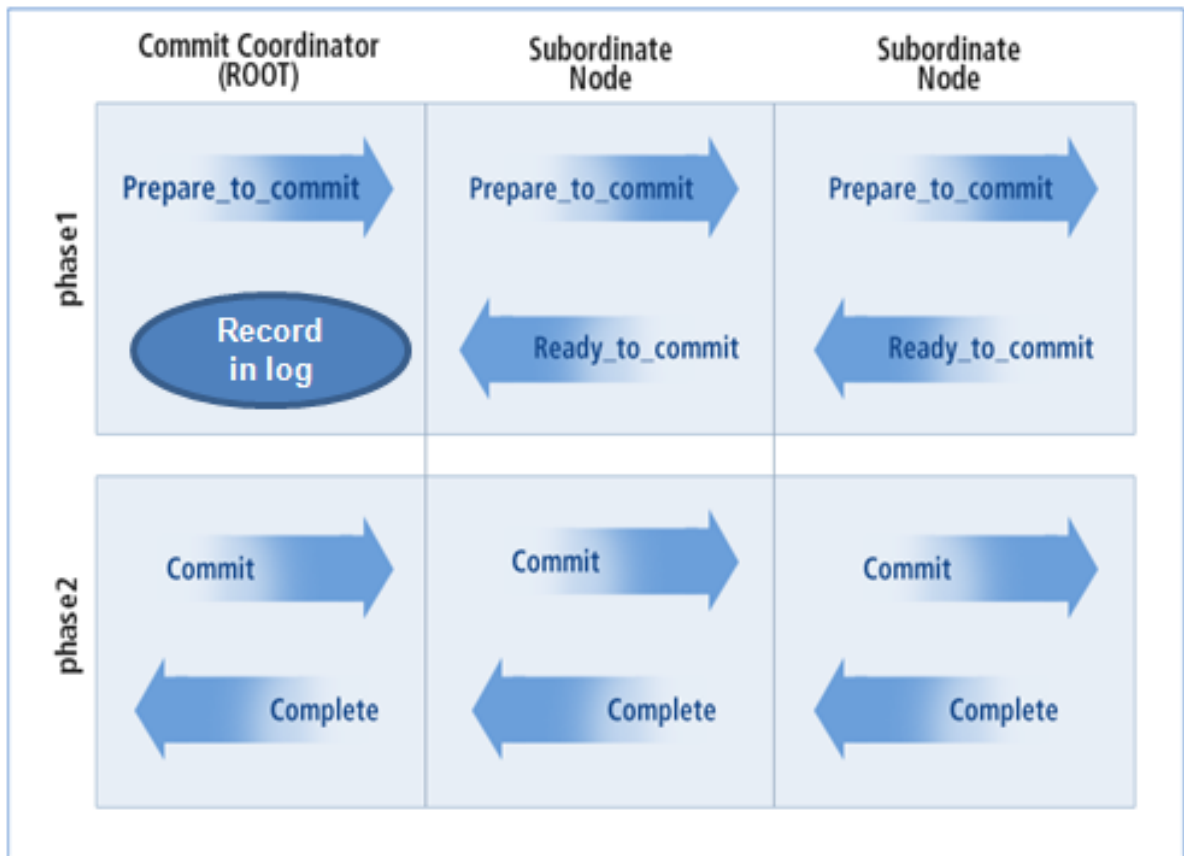 Commit Coordinator
(ROOT)
Subordinate
Node
Subordinate
Node
phase1
Prepare_to_commit
Prepare_to_commit
Prepare_to_commit
Record
in log
Ready_to_commit
Ready_to_commit
phase2
Commit
Commit
Commit
Complete
Complete
Complete